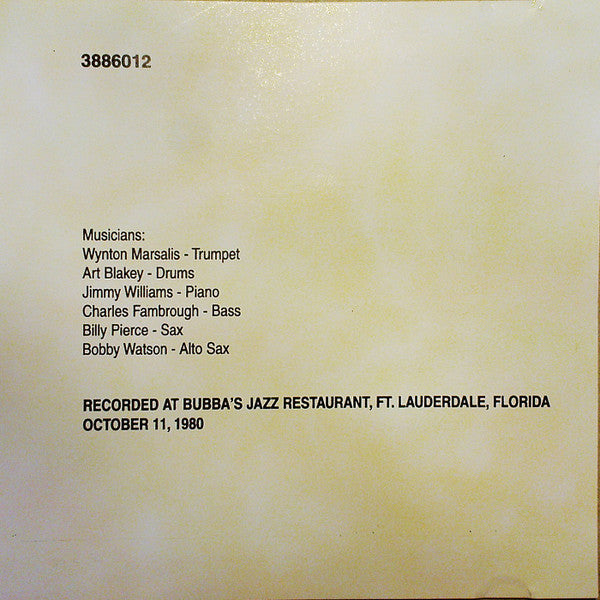 3886012
Musicians:
Wynton Marsalis - Trumpet
Art Blakey - Drums
Jimmy Williams - Piano
Charles Fambrough - Bass
Billy Pierce - Sax
Bobby Watson - Alto Sax
RECORDED AT BUBBA'S JAZZ RESTAURANT, FT. LAUDERDALE, FLORIDA
OCTOBER 11, 1980